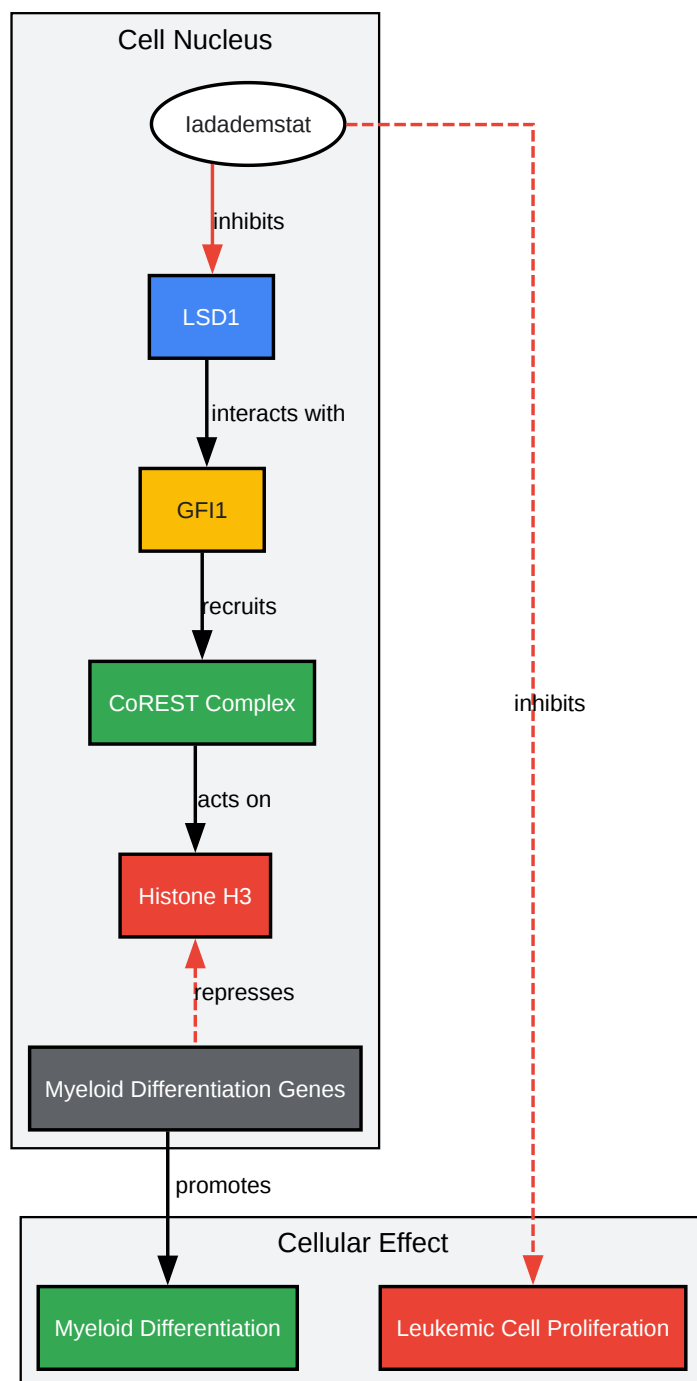 Cell Nucleus
Iadademstat
inhibits
LSD1
interacts with
GFI1
recruits
CoREST Complex
inhibits
acts on
Histone H3
represses
Myeloid Differentiation Genes
promotes
Cellular Effect
Myeloid Differentiation
Leukemic Cell Proliferation